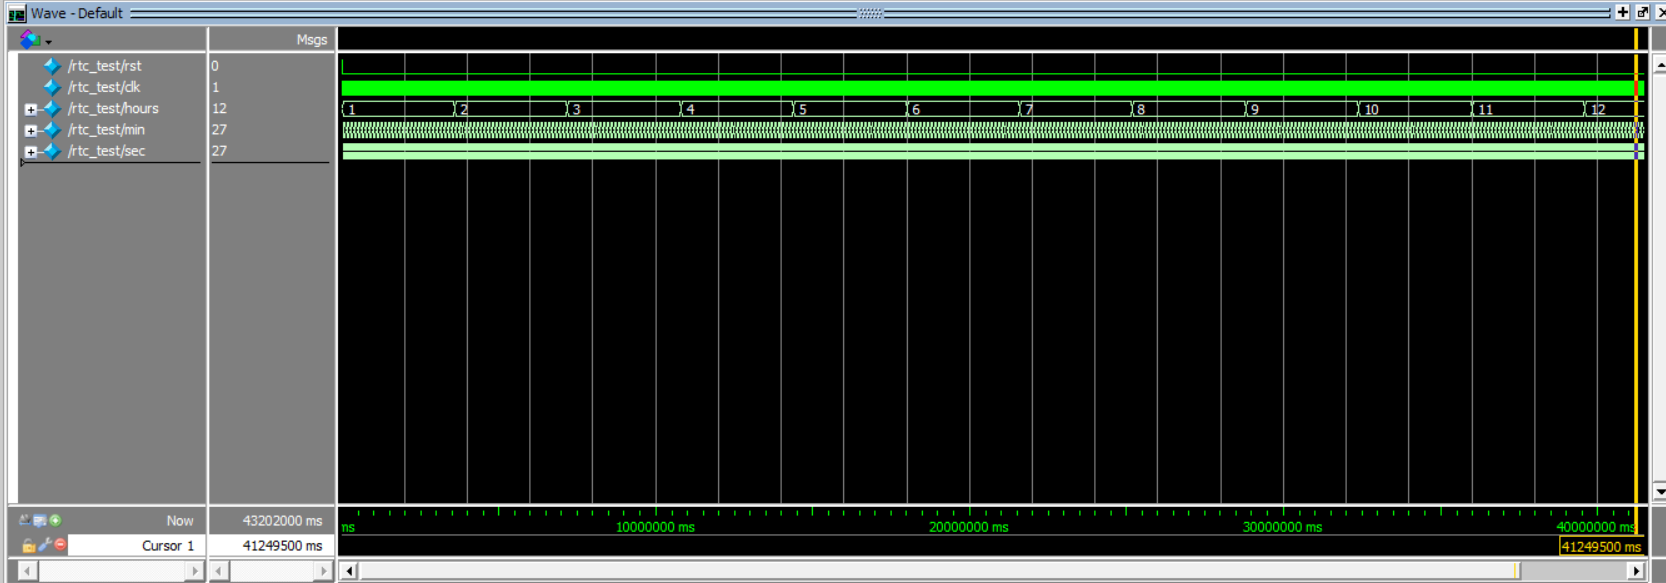 Wave - Default
Msgs
/rtc_test/rst 0
/rtc_test/clk 1
/rtc_test/hours 12 1 2 3 4 5 6 7 8 9 10 11 12
/rtc_test/min 27
/rtc_test/sec 27
Now 43202000 ms ms 10000000 ms 20000000 ms 30000000 ms 40000000 ms
Cursor 1 41249500 ms 41249500 ms